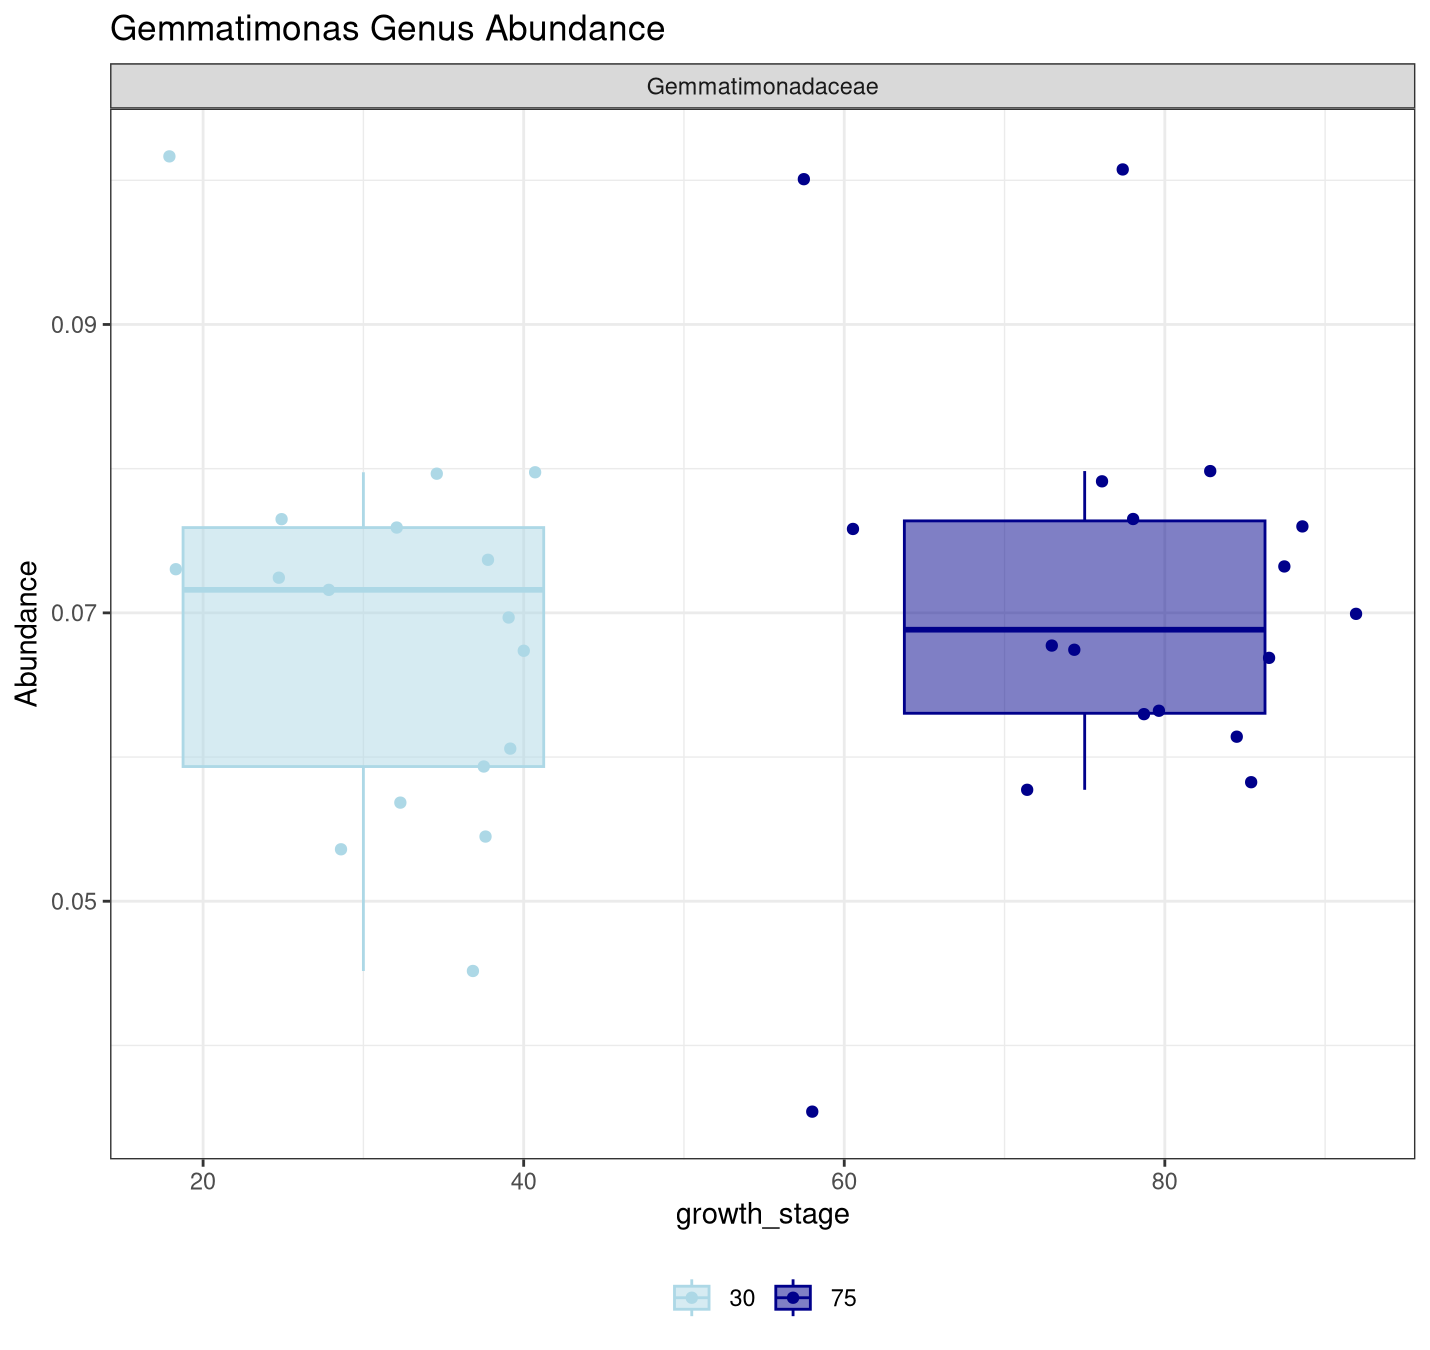 Gemmatimonas Genus Abundance
Gemmatimonadaceae
Abundance
0.09
0.07
0.05
20 40 60 80
growth_stage
30 75